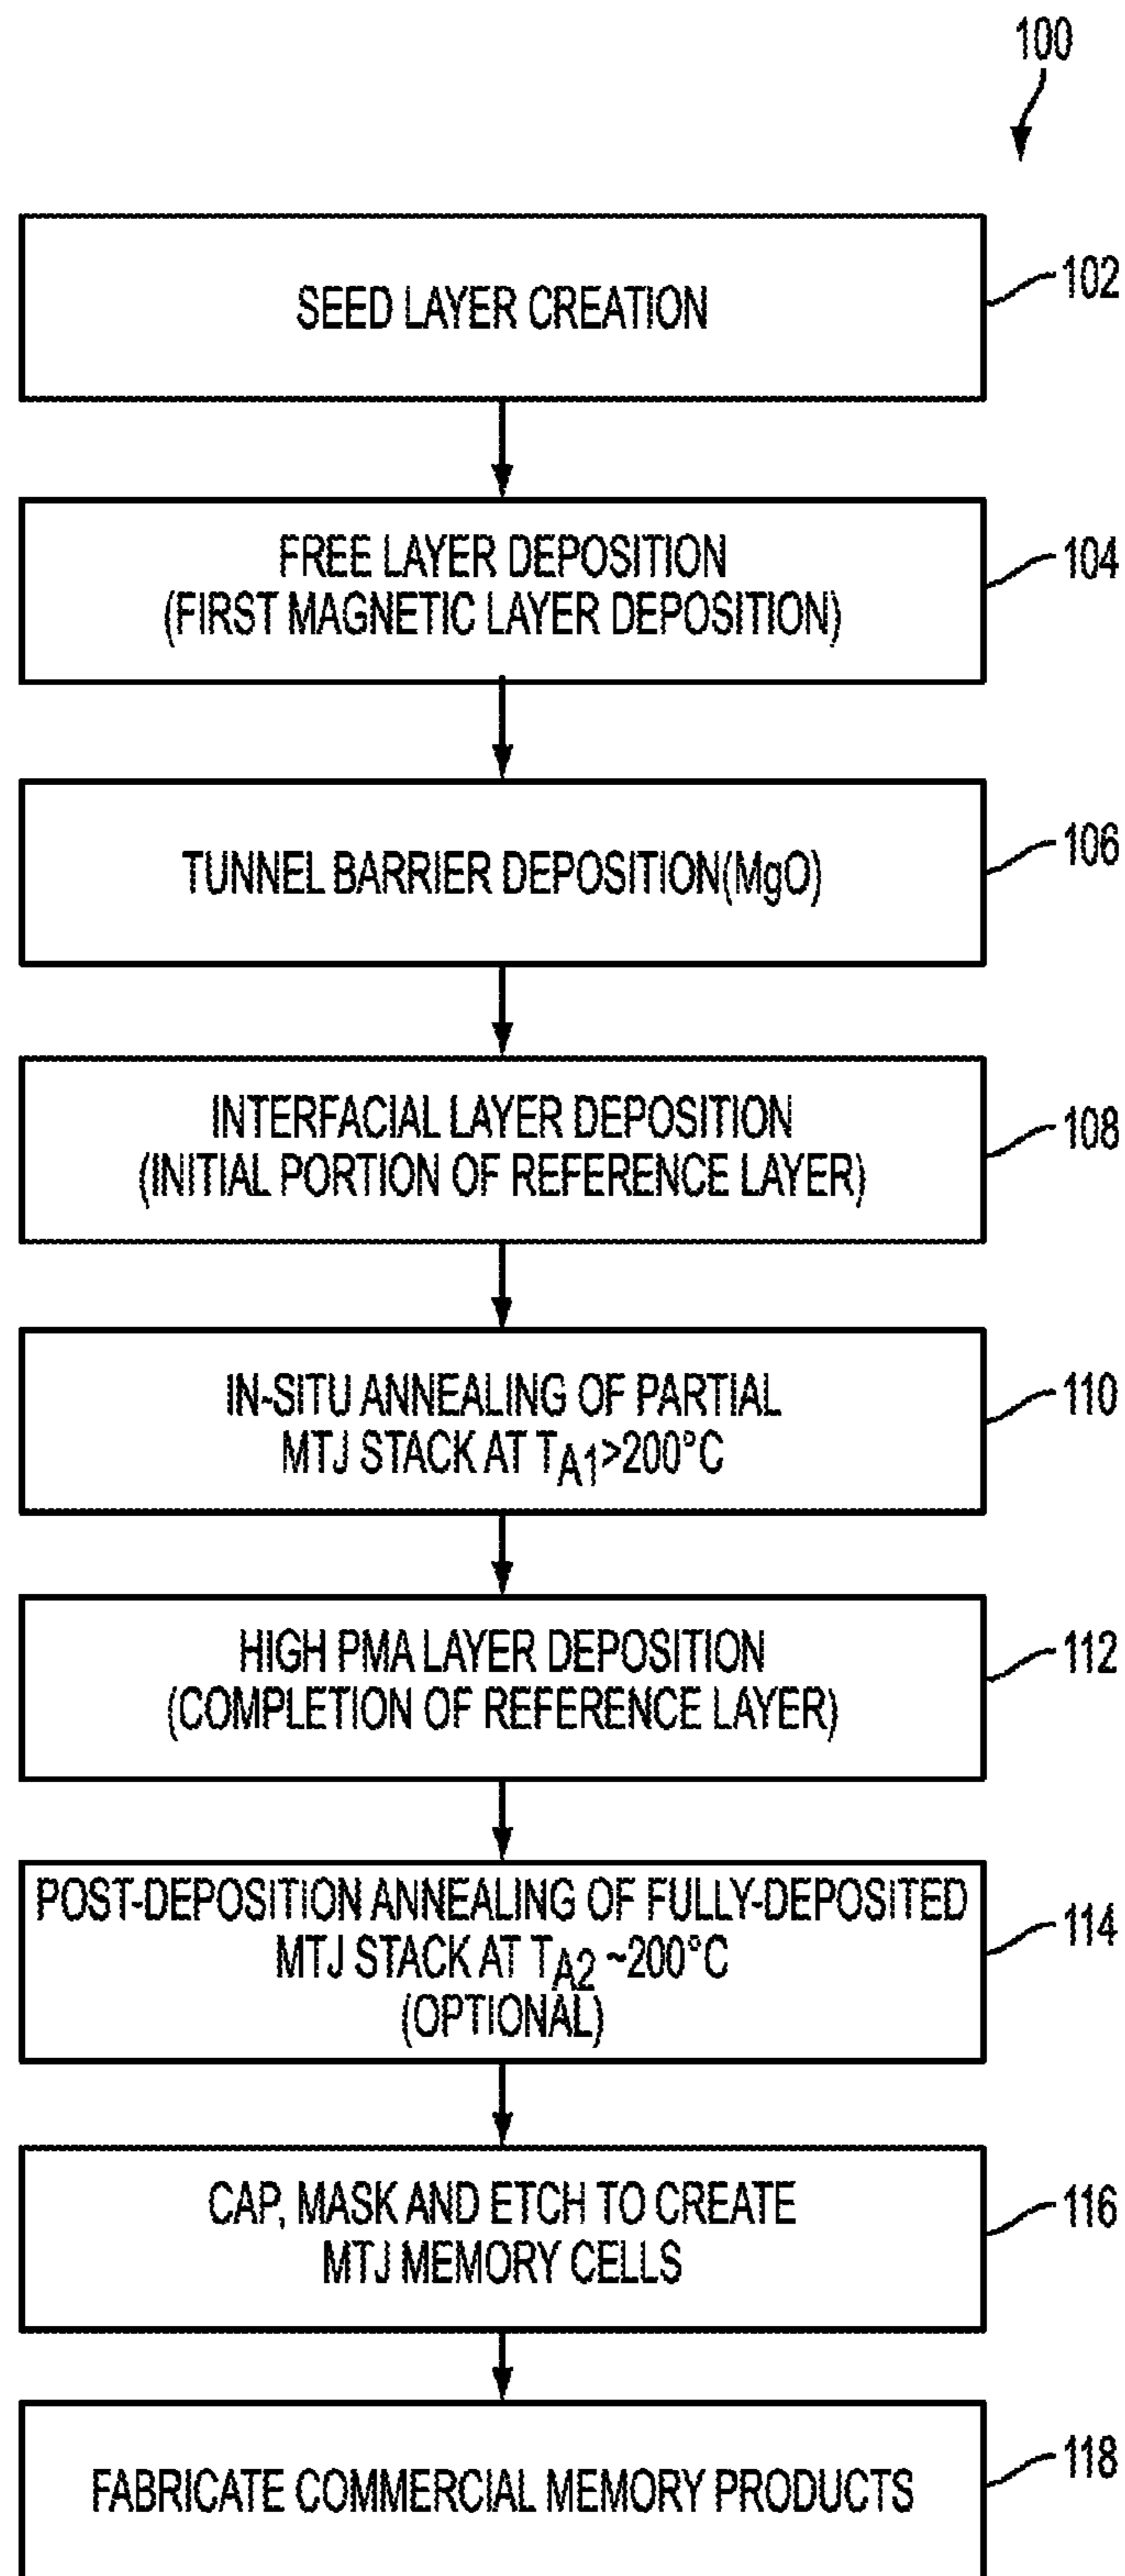 100
SEED LAYER CREATION
102
FREE LAYER DEPOSITION
(FIRST MAGNETIC LAYER DEPOSITION)
104
TUNNEL BARRIER DEPOSITION(MgO)
106
INTERFACIAL LAYER DEPOSITION
(INITIAL PORTION OF REFERENCE LAYER)
108
IN-SITU ANNEALING OF PARTIAL
MTJ STACK AT TA1>200°C
110
HIGH PMA LAYER DEPOSITION
(COMPLETION OF REFERENCE LAYER)
112
POST-DEPOSITION ANNEALING OF FULLY-DEPOSITED
MTJ STACK AT TA2 ~200°C
(OPTIONAL)
114
CAP, MASK AND ETCH TO CREATE
MTJ MEMORY CELLS
116
FABRICATE COMMERCIAL MEMORY PRODUCTS
118